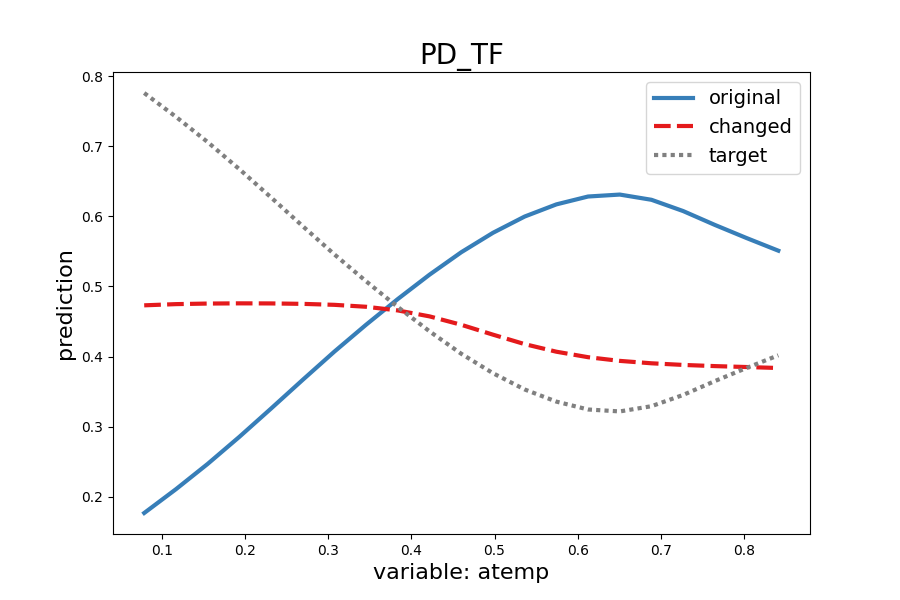 PD_TF
original
changed
target
0.8
0.7
0.6
0.5
0.4
0.3
0.2
prediction
0.1 0.2 0.3 0.4 0.5 0.6 0.7 0.8
variable: atemp